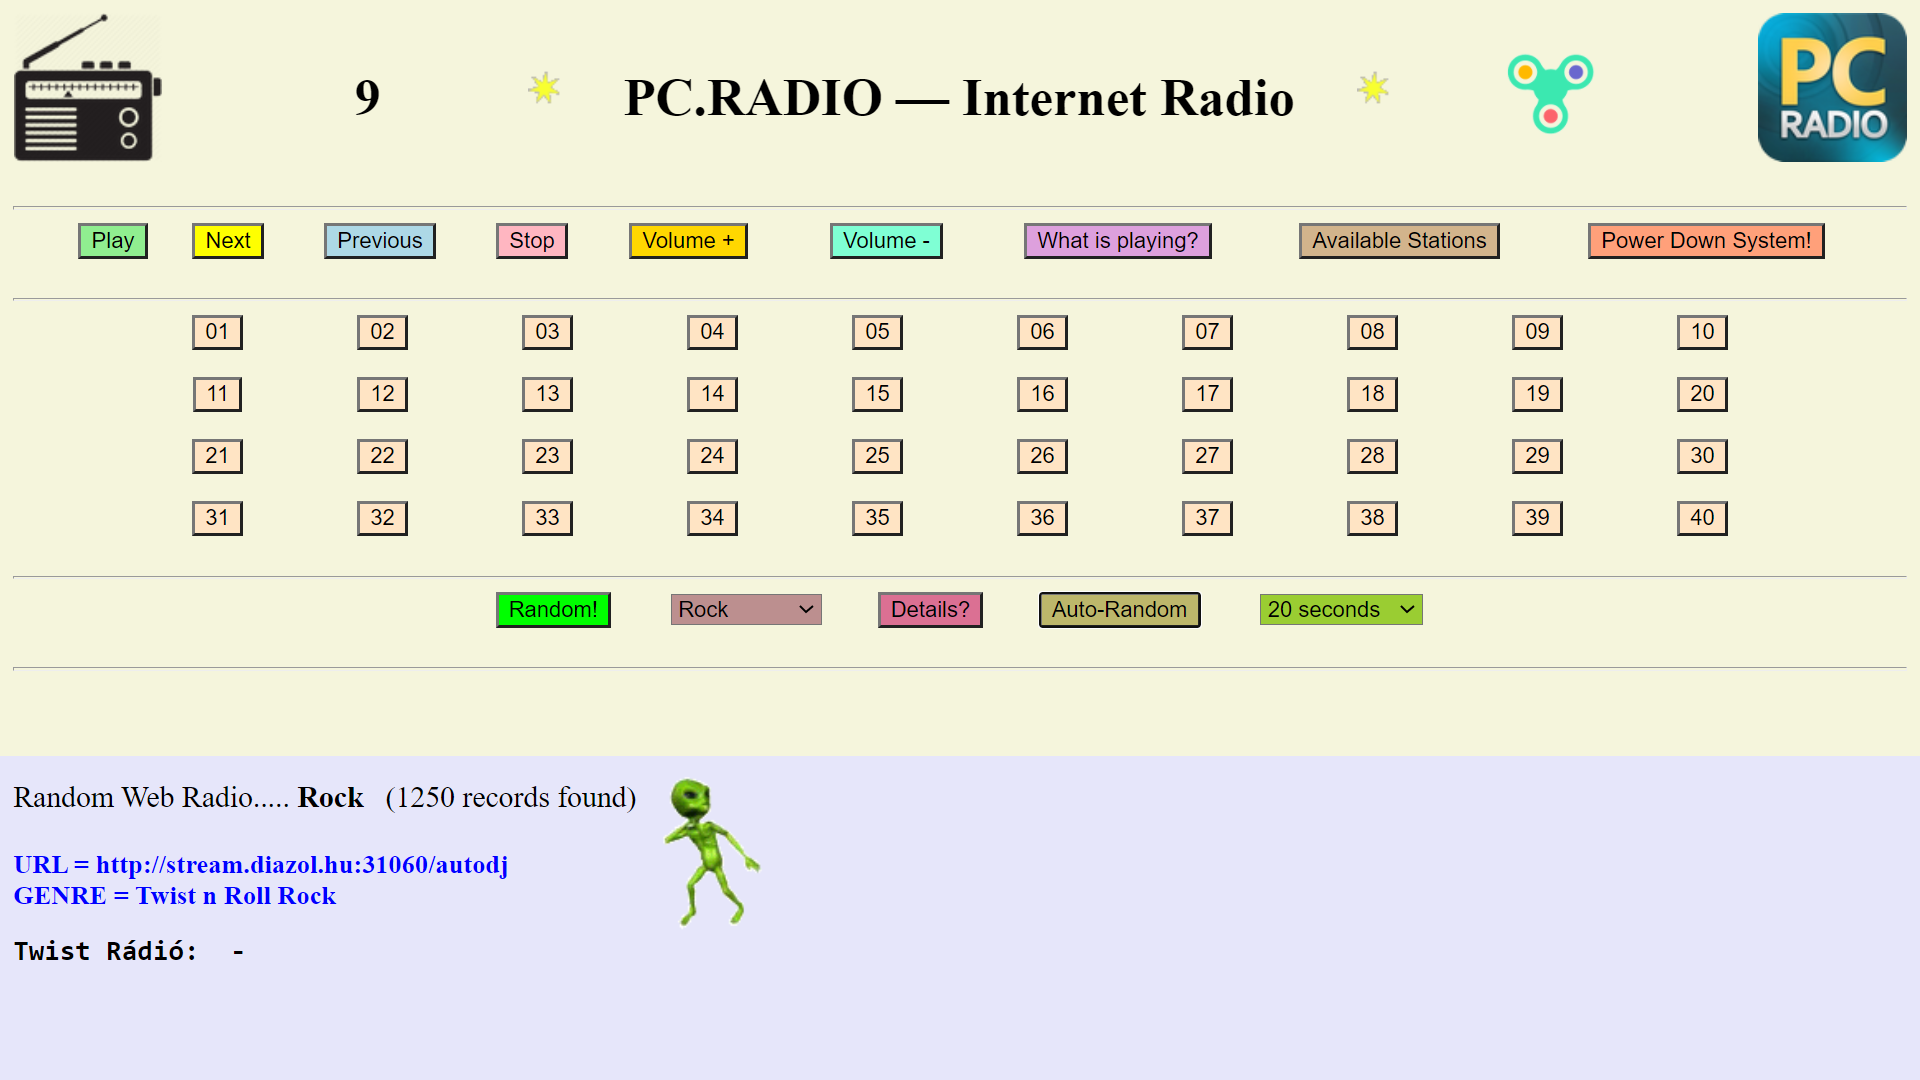 9 PC.RADIO — Internet Radio PC RADIO
Play Next Previous Stop Volume + Volume - What is playing? Available Stations Power Down System!
01 02 03 04 05 06 07 08 09 10
11 12 13 14 15 16 17 18 19 20
21 22 23 24 25 26 27 28 29 30
31 32 33 34 35 36 37 38 39 40
Random! Rock Details? Auto-Random 20 seconds
Random Web Radio..... Rock (1250 records found)
URL = http://stream.diazol.hu:31060/autodj
GENRE = Twist n Roll Rock
Twist Rádió: -